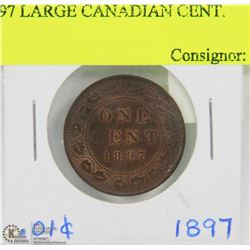 97 LARGE CANADIAN CENT.
Consignor:
ONE
CENT
1897
.01¢
1897